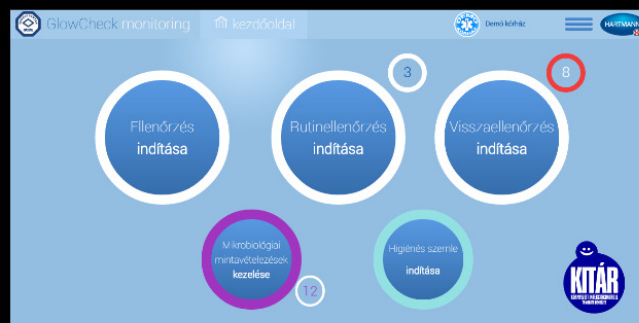 GlowCheck monitoring
kezdőoldal
Demó kórház
HARTMANN
3
8
Ellenőrzés
indítása
Rutinellenőrzés
indítása
Visszaellenőrzés
indítása
Mikrobiológiai
mintavételezések
kezelése
12
Higiénés szemle
indítása
KITÁR